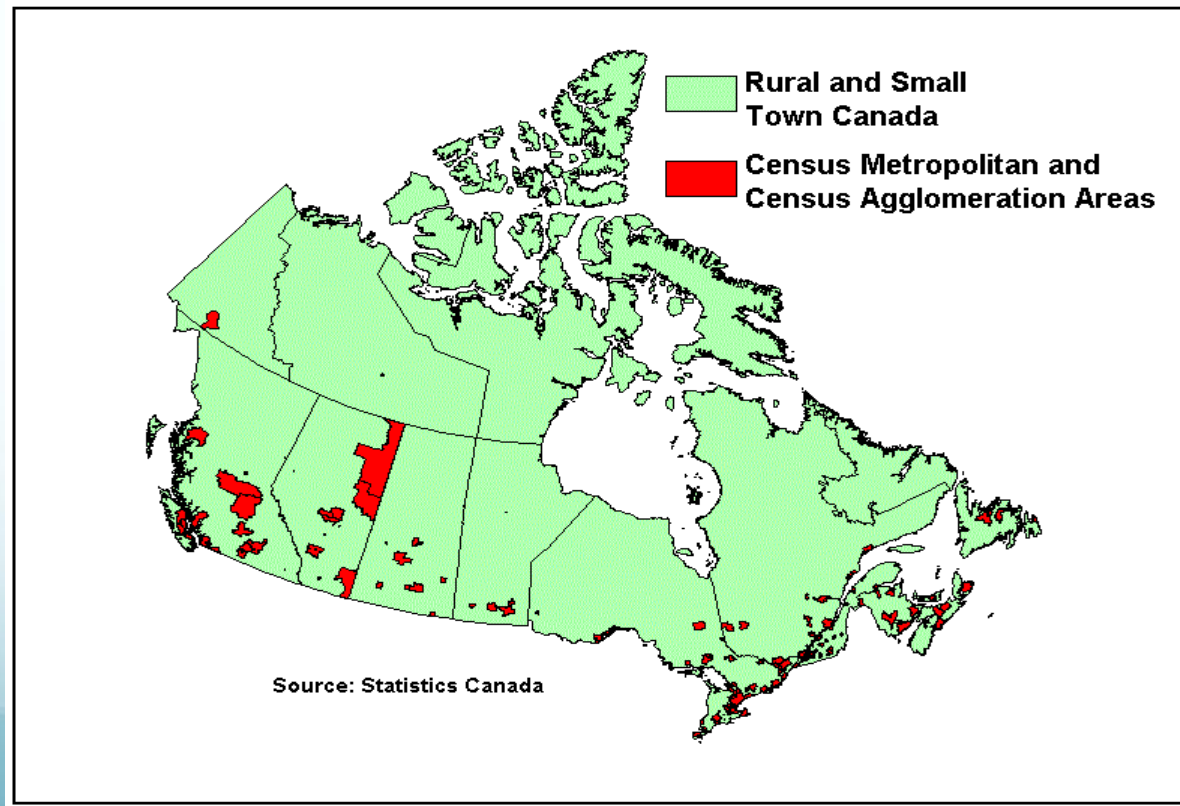 Rural and Small
Town Canada
Census Metropolitan and
Census Agglomeration Areas
Source: Statistics Canada